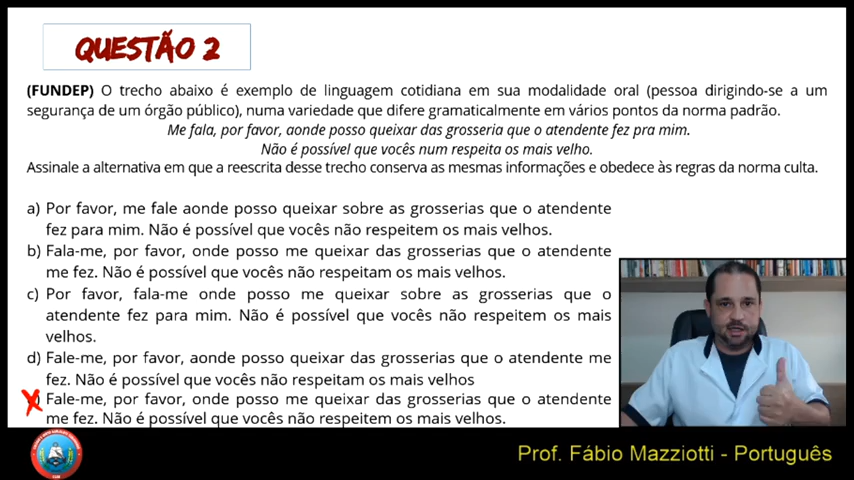 QUESTÃO 2
(FUNDEP) O trecho abaixo é exemplo de linguagem cotidiana em sua modalidade oral (pessoa dirigindo-se a um
segurança de um órgão público), numa variedade que difere gramaticalmente em vários pontos da norma padrão.
Me fala, por favor, aonde posso queixar das grosseria que o atendente fez pra mim.
Não é possível que vocês num respeita os mais velho.
Assinale a alternativa em que a reescrita desse trecho conserva as mesmas informações e obedece às regras da norma culta.
a) Por favor, me fale aonde posso queixar sobre as grosserias que o atendente
fez para mim. Não é possível que vocês não respeitem os mais velhos.
b) Fala-me, por favor, onde posso me queixar das grosserias que o atendente
me fez. Não é possível que vocês não respeitam os mais velhos.
c) Por favor, fala-me onde posso me queixar sobre as grosserias que o
atendente fez para mim. Não é possível que vocês não respeitem os mais
velhos.
d) Fale-me, por favor, aonde posso queixar das grosserias que o atendente me
fez. Não é possível que vocês não respeitam os mais velhos
Fale-me, por favor, onde posso me queixar das grosserias que o atendente
me fez. Não é possível que vocês não respeitem os mais velhos.
Prof. Fábio Mazziotti - Português